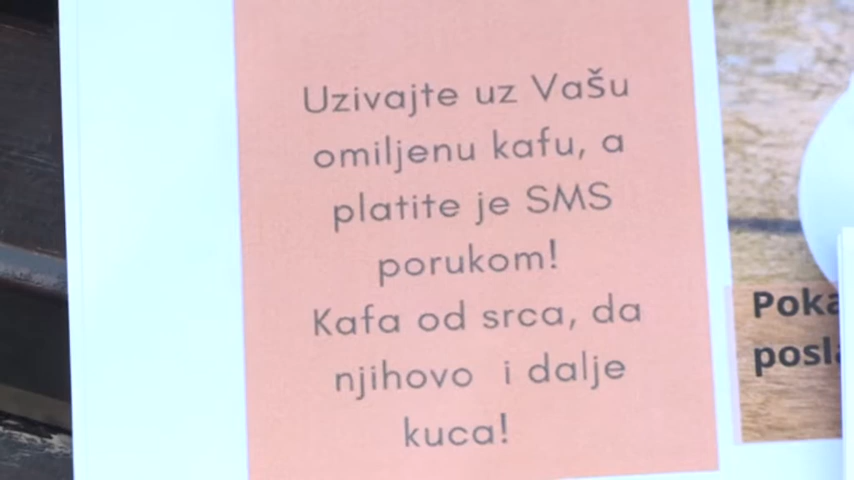 Uzivajte uz Vašu
omiljenu kafu, a
platite je SMS
porukom!
Kafa od srca, da
njihovo i dalje
kuca!